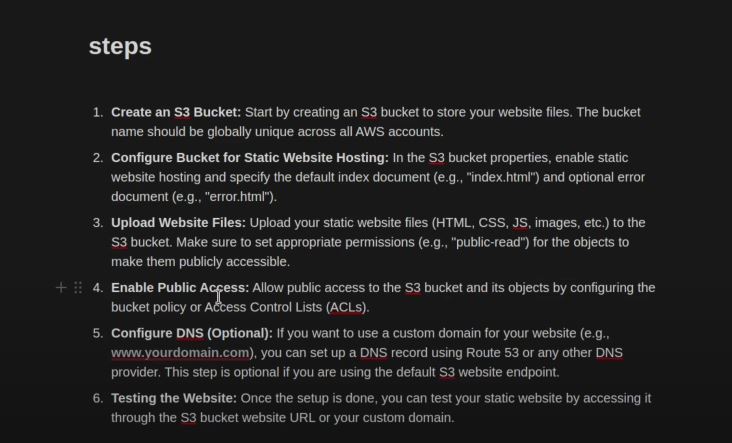 steps
1. Create an S3 Bucket: Start by creating an S3 bucket to store your website files. The bucket
name should be globally unique across all AWS accounts.
2. Configure Bucket for Static Website Hosting: In the S3 bucket properties, enable static
website hosting and specify the default index document (e.g., "index.html") and optional error
document (e.g., "error.html").
3. Upload Website Files: Upload your static website files (HTML, CSS, JS, images, etc.) to the
S3 bucket. Make sure to set appropriate permissions (e.g., "public-read") for the objects to
make them publicly accessible.
4. Enable Public Access: Allow public access to the S3 bucket and its objects by configuring the
bucket policy or Access Control Lists (ACLs).
5. Configure DNS (Optional): If you want to use a custom domain for your website (e.g.,
www.yourdomain.com), you can set up a DNS record using Route 53 or any other DNS
provider. This step is optional if you are using the default S3 website endpoint.
6. Testing the Website: Once the setup is done, you can test your static website by accessing it
through the S3 bucket website URL or your custom domain.